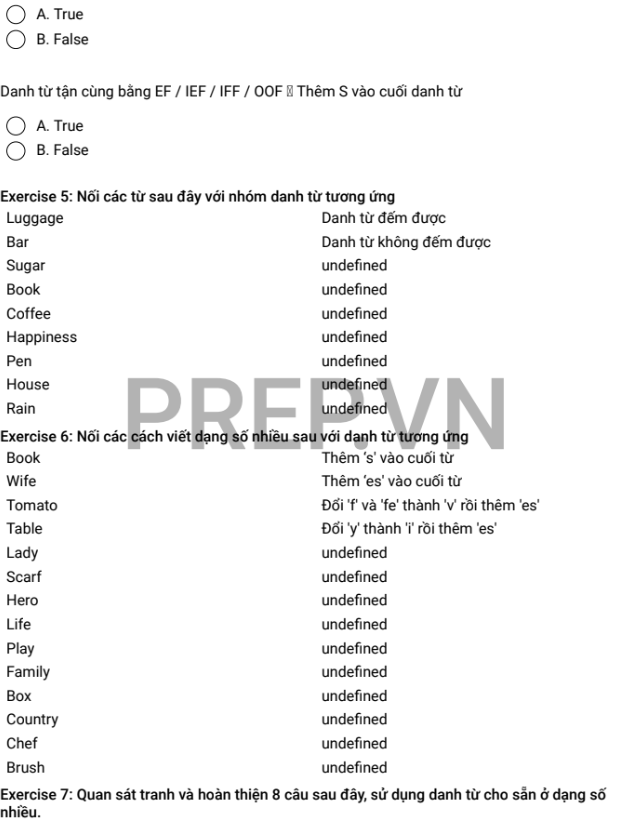 A. True
B. False
Danh từ tận cùng bằng EF / IEF / IFF / OOF  Thêm S vào cuối danh từ
A. True
B. False
Exercise 5: Nối các từ sau đây với nhóm danh từ tương ứng
Luggage Danh từ đếm được
Bar Danh từ không đếm được
Sugar undefined
Book undefined
Coffee undefined
Happiness undefined
Pen undefined
House undefined
Rain undefined
PREP.VN
Exercise 6: Nối các cách viết dạng số nhiều sau với danh từ tương ứng
Book Thêm 's' vào cuối từ
Wife Thêm 'es' vào cuối từ
Tomato Đổi 'f' và 'fe' thành 'v' rồi thêm 'es'
Table Đổi 'y' thành 'i' rồi thêm 'es'
Lady undefined
Scarf undefined
Hero undefined
Life undefined
Play undefined
Family undefined
Box undefined
Country undefined
Chef undefined
Brush undefined
Exercise 7: Quan sát tranh và hoàn thiện 8 câu sau đây, sử dụng danh từ cho sẵn ở dạng số
nhiều.